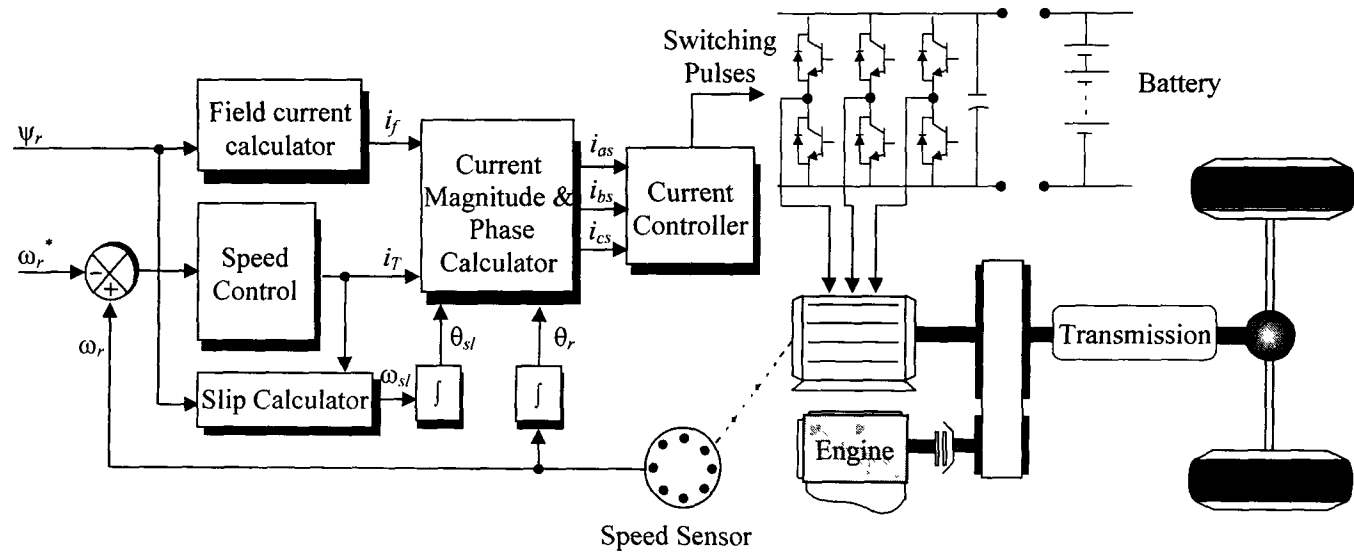 Switching
Pulses
Battery
Field current
calculator
ψr
if
Current
Magnitude &
Phase
Calculator
ias
ibs
ics
Current
Controller
ωr*
-
+
Speed
Control
iT
ωr
θsl
θr
Slip Calculator
ωsl
∫
∫
Transmission
Engine
Speed Sensor